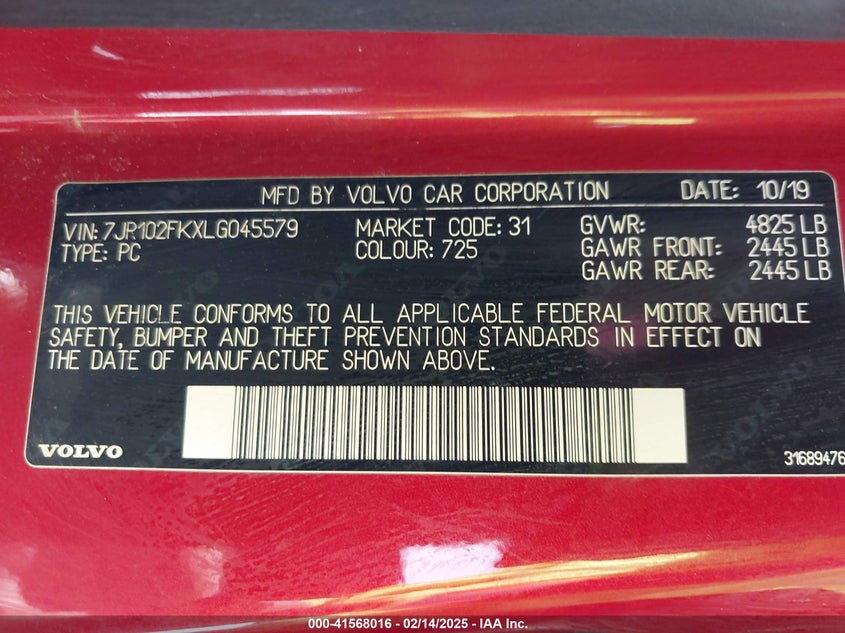 MFD BY VOLVO CAR CORPORATION DATE: 10/19
VIN: 7JR102FKXLG045579 MARKET CODE: 31 GVWR: 4825 LB
TYPE: PC COLOUR: 725 GAWR FRONT: 2445 LB
GAWR REAR: 2445 LB
THIS VEHICLE CONFORMS TO ALL APPLICABLE FEDERAL MOTOR VEHICLE
SAFETY, BUMPER AND THEFT PREVENTION STANDARDS IN EFFECT ON
THE DATE OF MANUFACTURE SHOWN ABOVE.
VOLVO
31689476
000-41568016 - 02/14/2025 - IAA Inc.